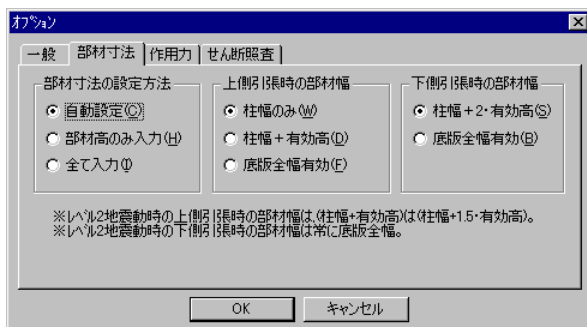 オプション
一般 部材寸法 作用力 せん断照査
部材寸法の設定方法 上側引張時の部材幅 下側引張時の部材幅
自動設定(C) 柱幅のみ(W) 柱幅+2・有効高(S)
部材高のみ入力(H) 柱幅+有効高(D) 底版全幅有効(B)
全て入力(I) 底版全幅有効(F)
※レベル2地震動時の上側引張時の部材幅は、(柱幅+有効高)は(柱幅+1.5・有効高)。
※レベル2地震動時の下側引張時の部材幅は常に底版全幅。
OK キャンセル